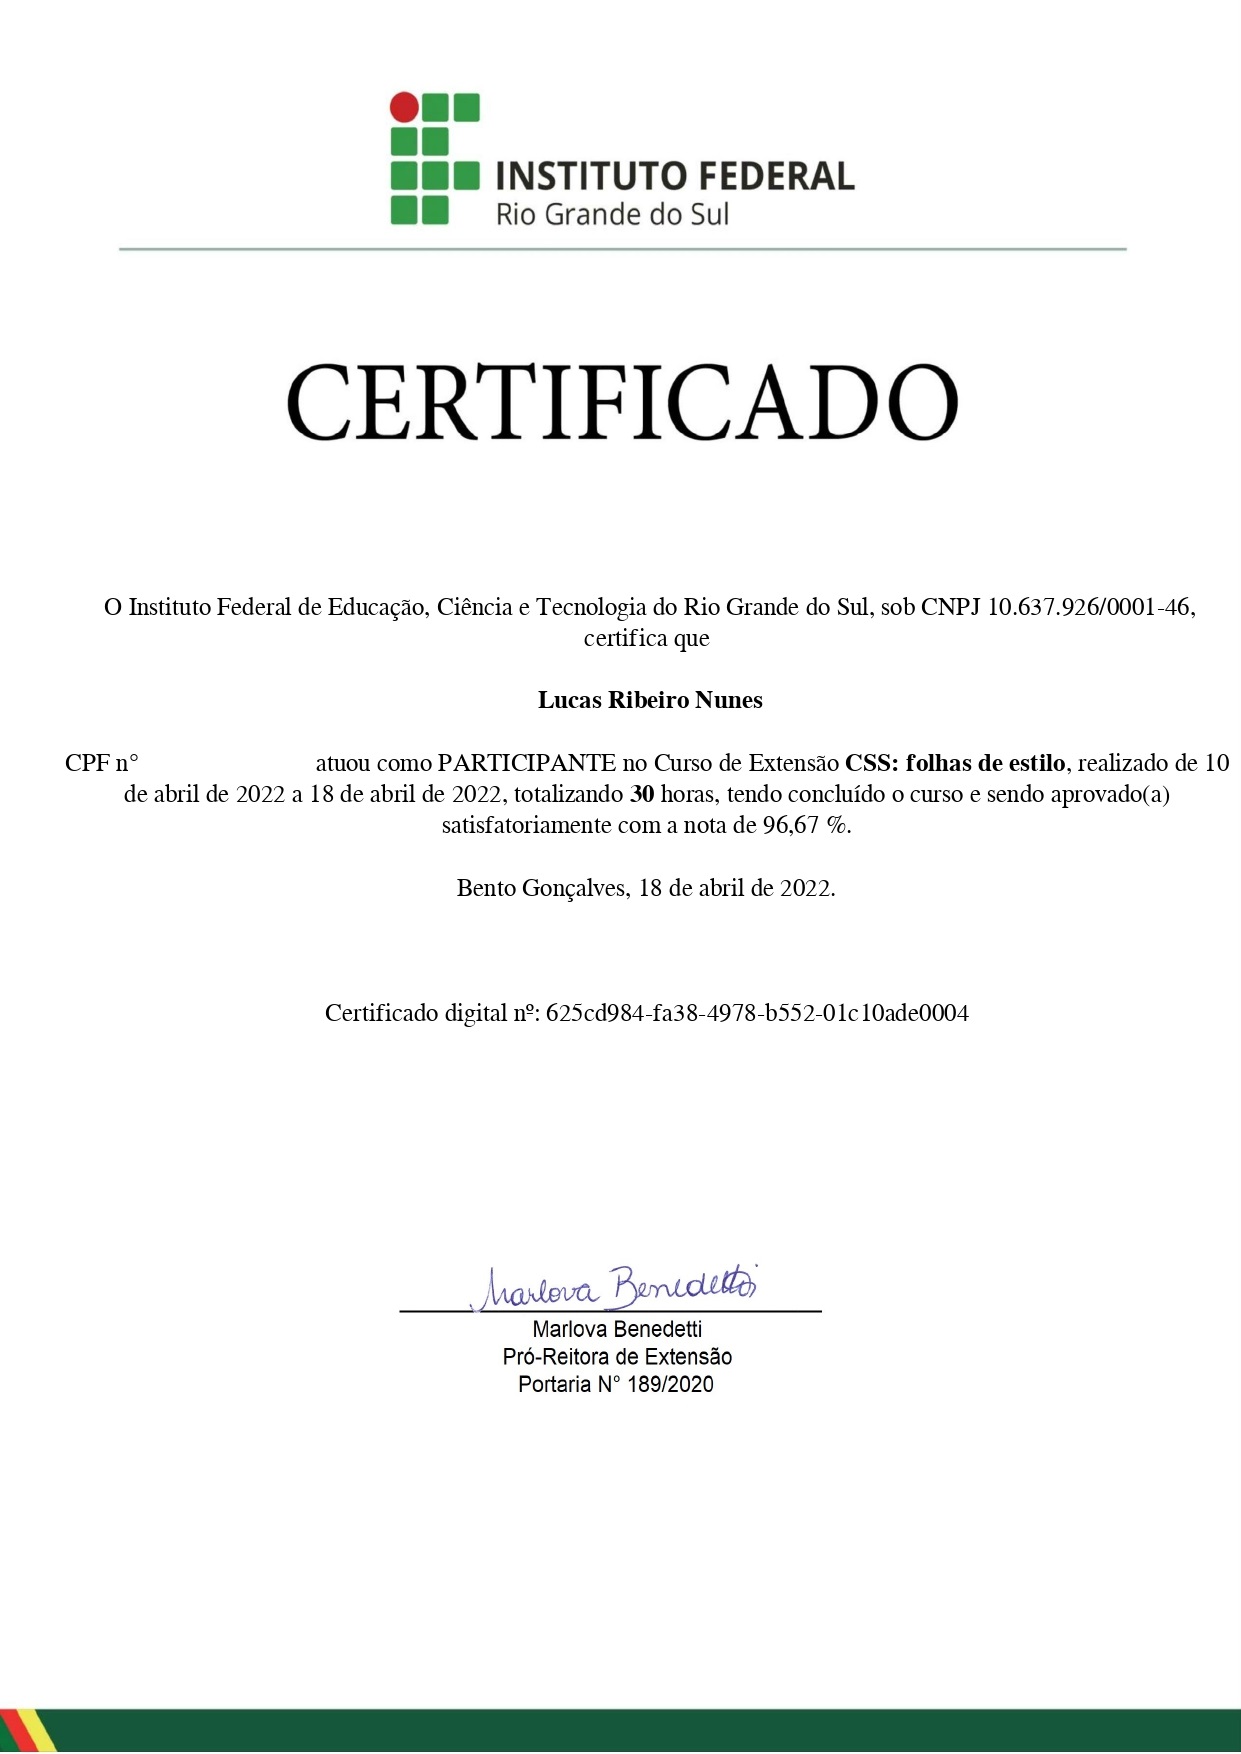 INSTITUTO FEDERAL
Rio Grande do Sul
CERTIFICADO
O Instituto Federal de Educação, Ciência e Tecnologia do Rio Grande do Sul, sob CNPJ 10.637.926/0001-46,
certifica que
Lucas Ribeiro Nunes
CPF n° atuou como PARTICIPANTE no Curso de Extensão CSS: folhas de estilo, realizado de 10
de abril de 2022 a 18 de abril de 2022, totalizando 30 horas, tendo concluído o curso e sendo aprovado(a)
satisfatoriamente com a nota de 96,67 %.
Bento Gonçalves, 18 de abril de 2022.
Certificado digital nº: 625cd984-fa38-4978-b552-01c10ade0004
Marlova Benedetti
Marlova Benedetti
Pró-Reitora de Extensão
Portaria N° 189/2020